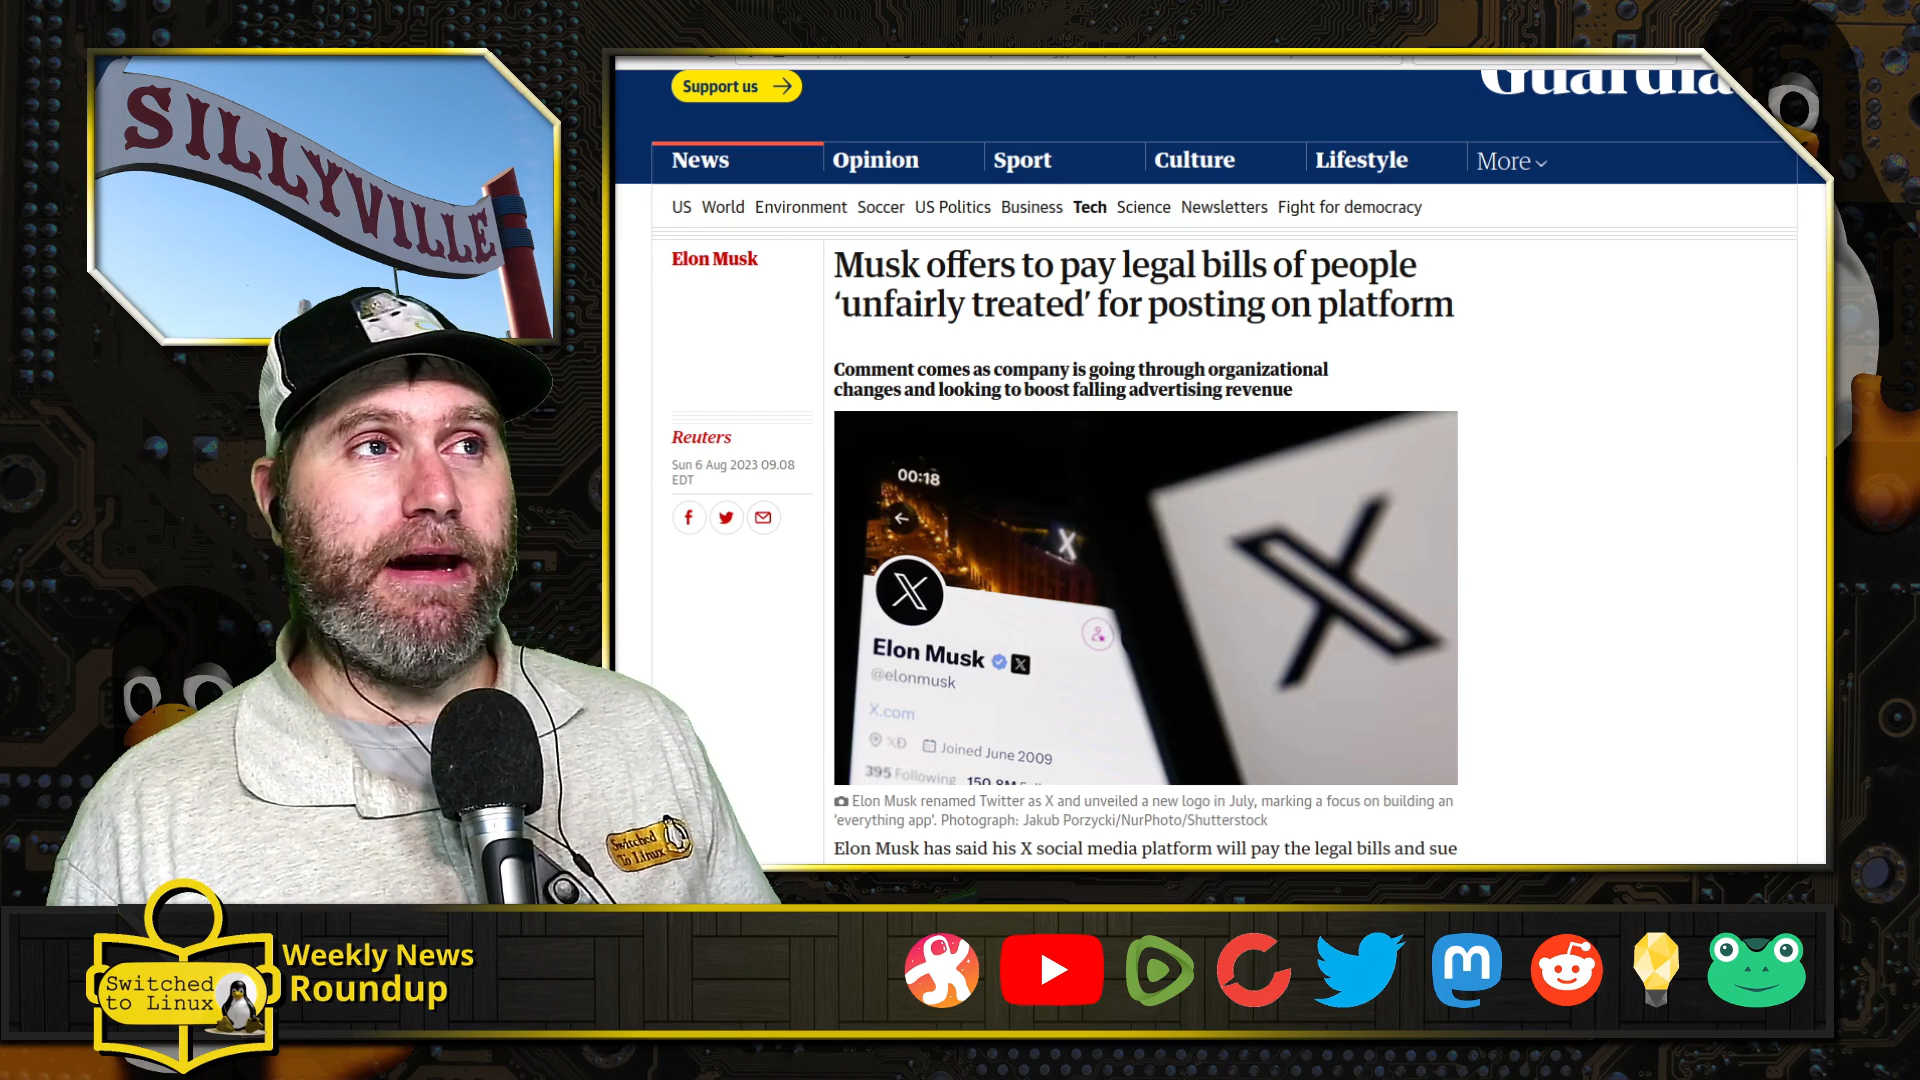 SILLYVILLE
Support us
Guardia
News Opinion Sport Culture Lifestyle More
US World Environment Soccer US Politics Business Tech Science Newsletters Fight for democracy
Elon Musk
Musk offers to pay legal bills of people
‘unfairly treated’ for posting on platform
Comment comes as company is going through organizational
changes and looking to boost falling advertising revenue
Reuters
Sun 6 Aug 2023 09.08
EDT
00:18
X
Elon Musk
@elonmusk
X.com
Joined June 2009
395 Following 150.8M
Elon Musk renamed Twitter as X and unveiled a new logo in July, marking a focus on building an
‘everything app’. Photograph: Jakub Porzycki/NurPhoto/Shutterstock
Elon Musk has said his X social media platform will pay the legal bills and sue
Switched
To Linux
Switched
to Linux
Weekly News
Roundup